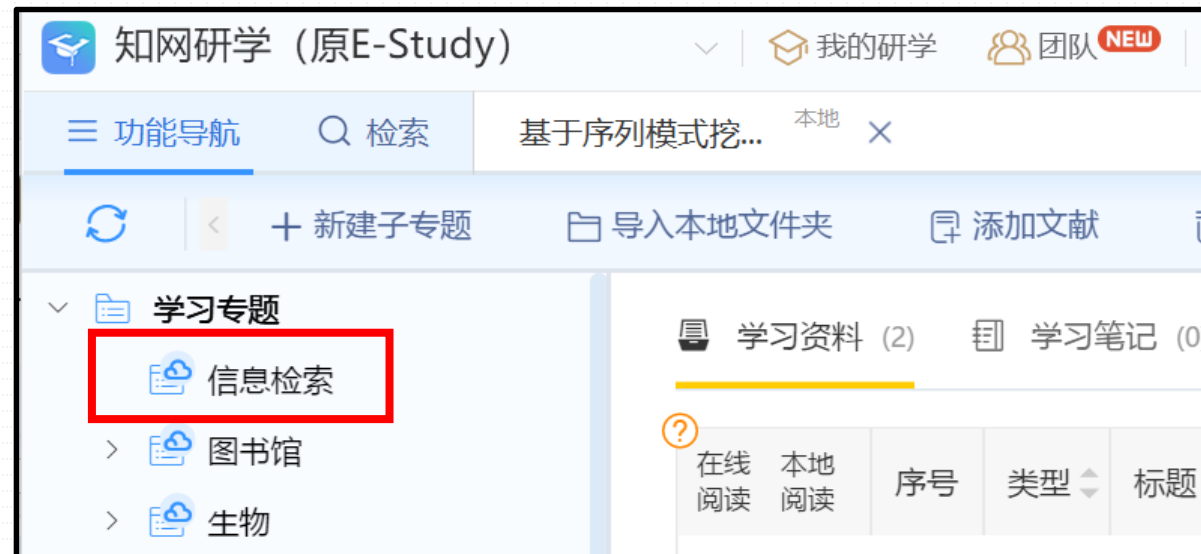 知网研学（原E-Study） 我的研学 团队 NEW
功能导航 检索 基于序列模式挖... 本地
新建子专题 导入本地文件夹 添加文献
学习专题
学习资料 (2) 学习笔记 (0
信息检索
图书馆
在线阅读 本地阅读 序号 类型 标题
生物